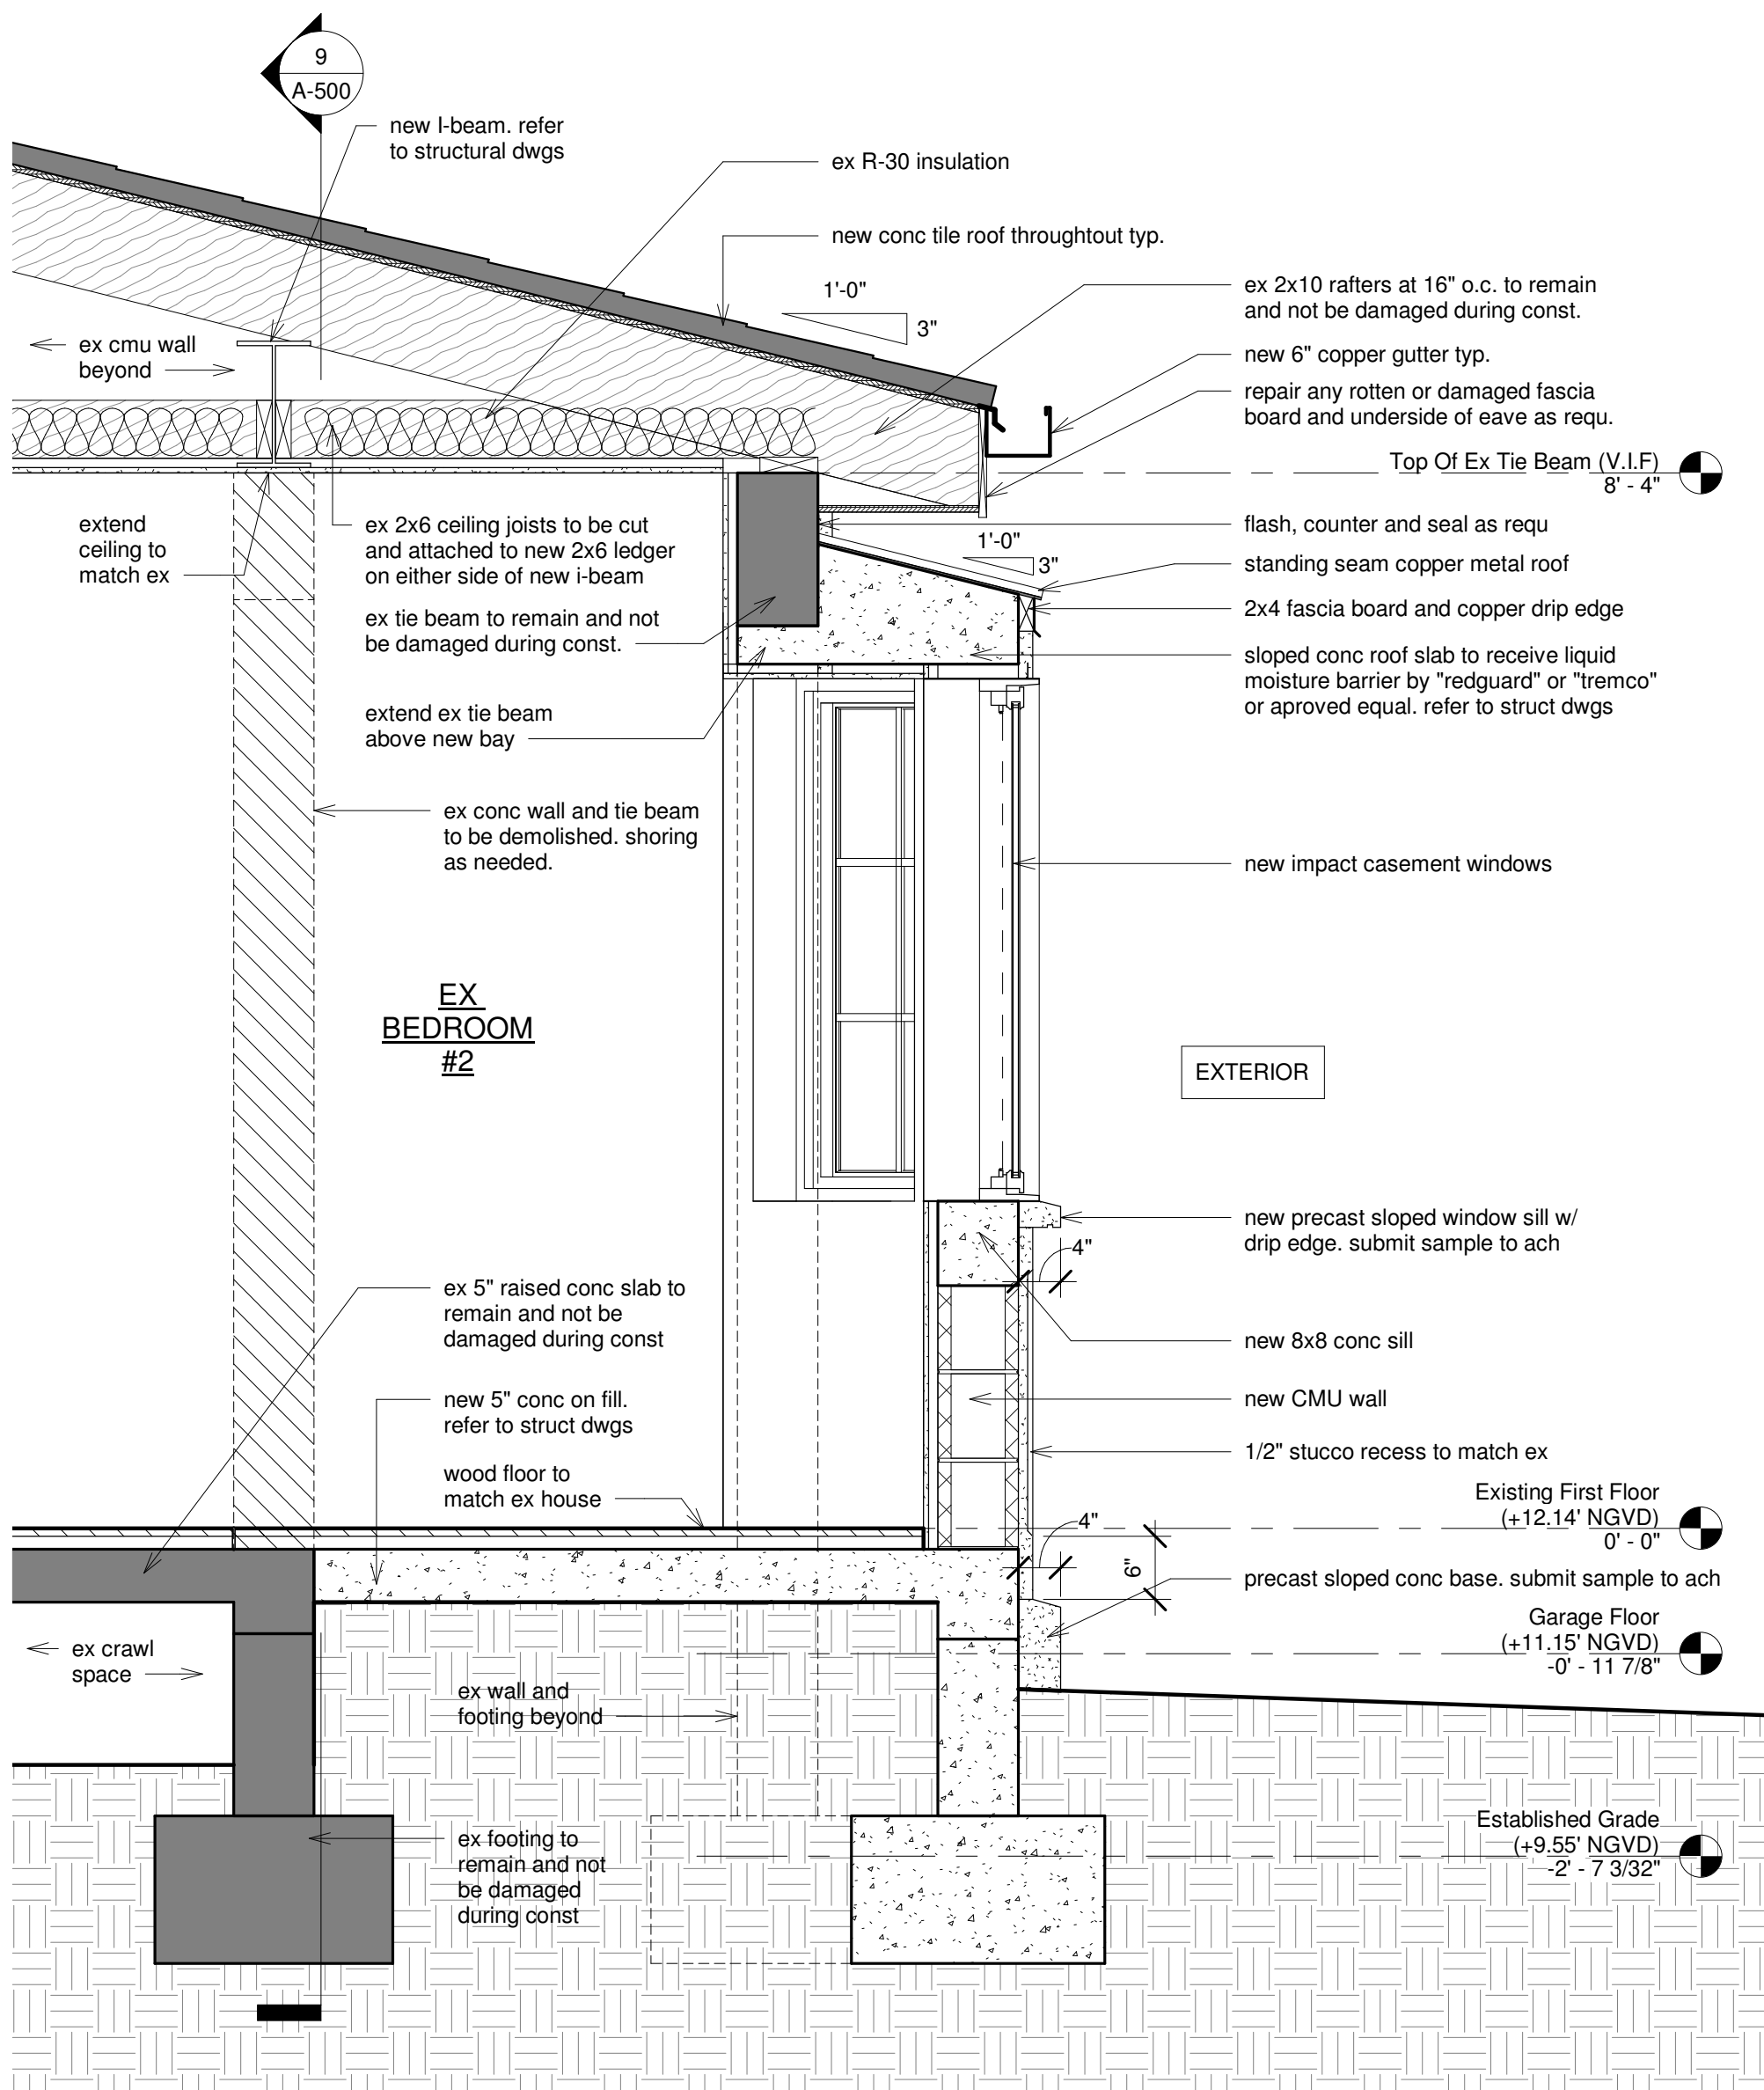 9
A-500
new I-beam. refer
to structural dwgs
ex R-30 insulation
new conc tile roof throughtout typ.
1'-0"
3"
ex 2x10 rafters at 16" o.c. to remain
and not be damaged during const.
ex cmu wall
beyond
new 6" copper gutter typ.
repair any rotten or damaged fascia
board and underside of eave as requ.
Top Of Ex Tie Beam (V.I.F)
8' - 4"
extend
ceiling to
match ex
ex 2x6 ceiling joists to be cut
and attached to new 2x6 ledger
on either side of new i-beam
flash, counter and seal as requ
1'-0"
3"
standing seam copper metal roof
ex tie beam to remain and not
be damaged during const.
2x4 fascia board and copper drip edge
sloped conc roof slab to receive liquid
moisture barrier by "redguard" or "tremco"
or aproved equal. refer to struct dwgs
extend ex tie beam
above new bay
ex conc wall and tie beam
to be demolished. shoring
as needed.
new impact casement windows
EX
BEDROOM
#2
EXTERIOR
new precast sloped window sill w/
drip edge. submit sample to ach
4"
ex 5" raised conc slab to
remain and not be
damaged during const
new 8x8 conc sill
new 5" conc on fill.
refer to struct dwgs
new CMU wall
1/2" stucco recess to match ex
wood floor to
match ex house
Existing First Floor
(+12.14' NGVD)
0' - 0"
4"
6"
precast sloped conc base. submit sample to ach
ex crawl
space
Garage Floor
(+11.15' NGVD)
-0' - 11 7/8"
ex wall and
footing beyond
ex footing to
remain and not
be damaged
during const
Established Grade
(+9.55' NGVD)
-2' - 7 3/32"